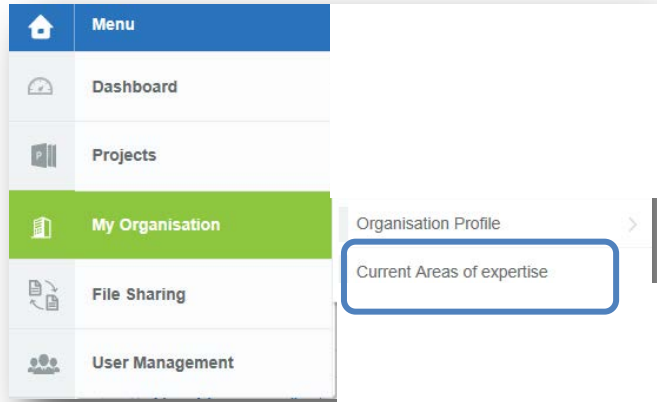 Menu
Dashboard
Projects
My Organisation
Organisation Profile
Current Areas of expertise
File Sharing
User Management